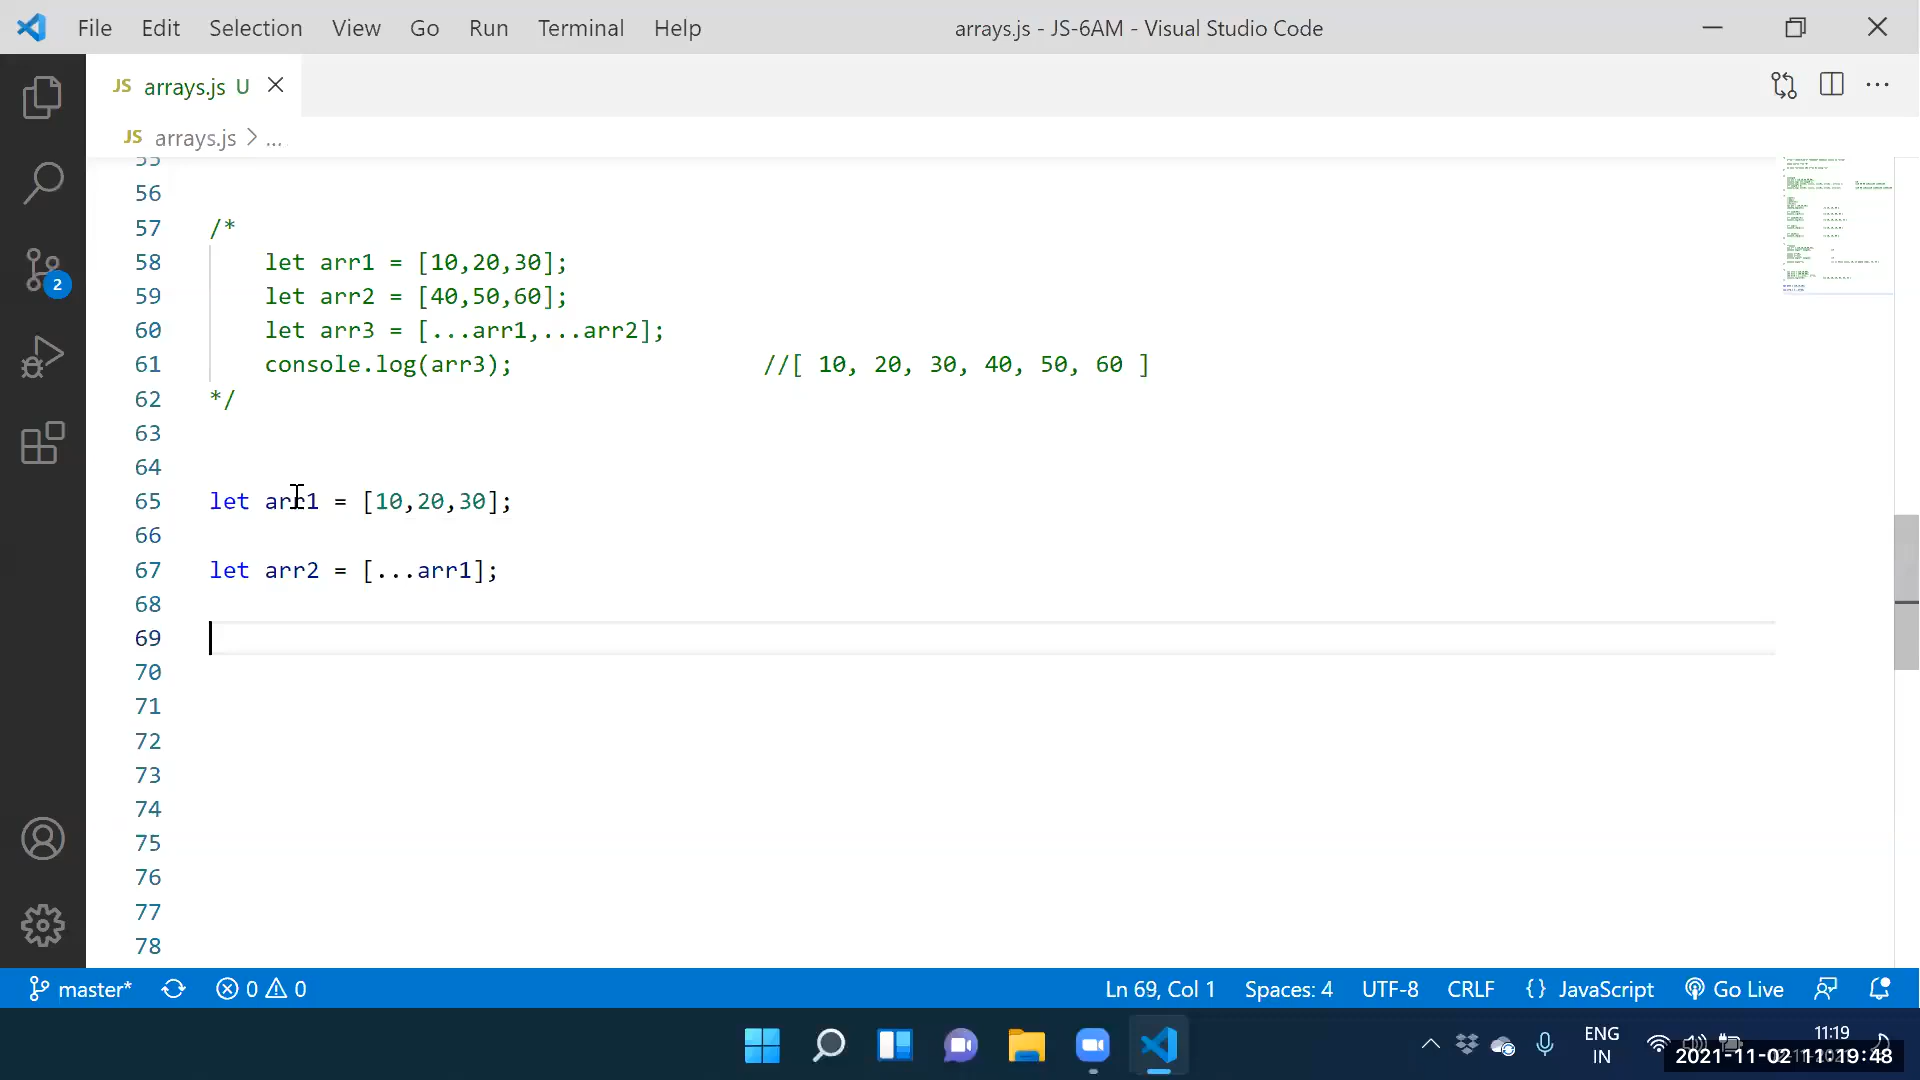 File Edit Selection View Go Run Terminal Help arrays.js - JS-6AM - Visual Studio Code
JS arrays.js U
JS arrays.js > ...
55
56
57 /*
58 let arr1 = [10,20,30];
59 let arr2 = [40,50,60];
60 let arr3 = [...arr1,...arr2];
61 console.log(arr3); //[ 10, 20, 30, 40, 50, 60 ]
62 */
63
64
65 let arr1 = [10,20,30];
66
67 let arr2 = [...arr1];
68
69
70
71
72
73
74
75
76
77
78
2
master* 0 0 Ln 69, Col 1 Spaces: 4 UTF-8 CRLF {} JavaScript Go Live
ENG
IN
11:19
2021-11-02 11:19:48